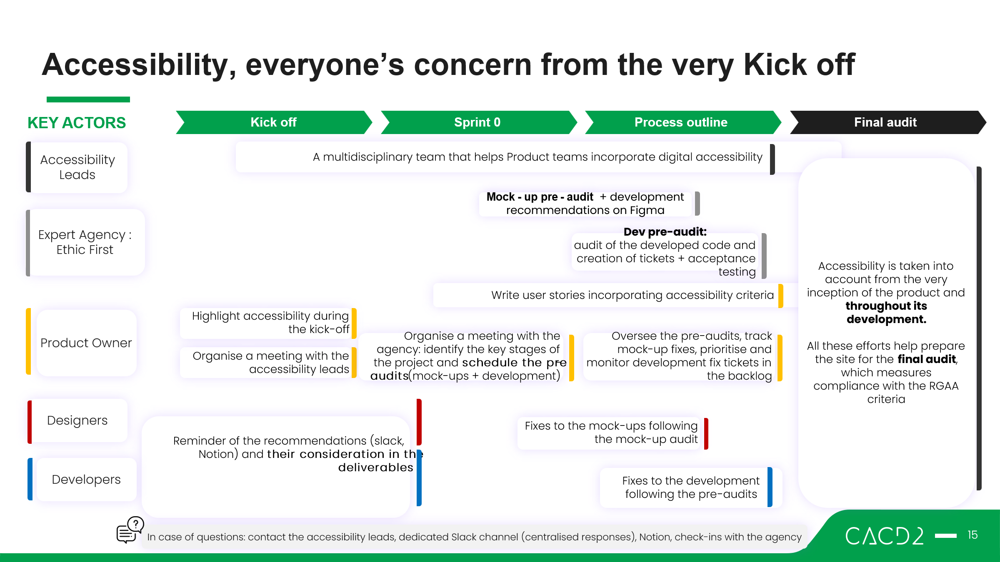 Accessibility, everyone’s concern from the very Kick off
KEY ACTORS
Kick off
Sprint 0
Process outline
Final audit
Accessibility
Leads
A multidisciplinary team that helps Product teams incorporate digital accessibility
Expert Agency :
Ethic First
Mock - up pre - audit + development
recommendations on Figma
Dev pre-audit:
audit of the developed code and
creation of tickets + acceptance
testing
Product Owner
Write user stories incorporating accessibility criteria
Highlight accessibility during
the kick-off
Organise a meeting with the
accessibility leads
Organise a meeting with the
agency: identify the key stages of
the project and schedule the pre-
audits(mock-ups + development)
Oversee the pre-audits, track
mock-up fixes, prioritise and
monitor development fix tickets in
the backlog
Designers
Developers
Reminder of the recommendations (slack,
Notion) and their consideration in the
deliverables
Fixes to the mock-ups following
the mock-up audit
Fixes to the development
following the pre-audits
Accessibility is taken into
account from the very
inception of the product and
throughout its
development.
All these efforts help prepare
the site for the final audit,
which measures
compliance with the RGAA
criteria
In case of questions: contact the accessibility leads, dedicated Slack channel (centralised responses), Notion, check-ins with the agency
CACD2
15